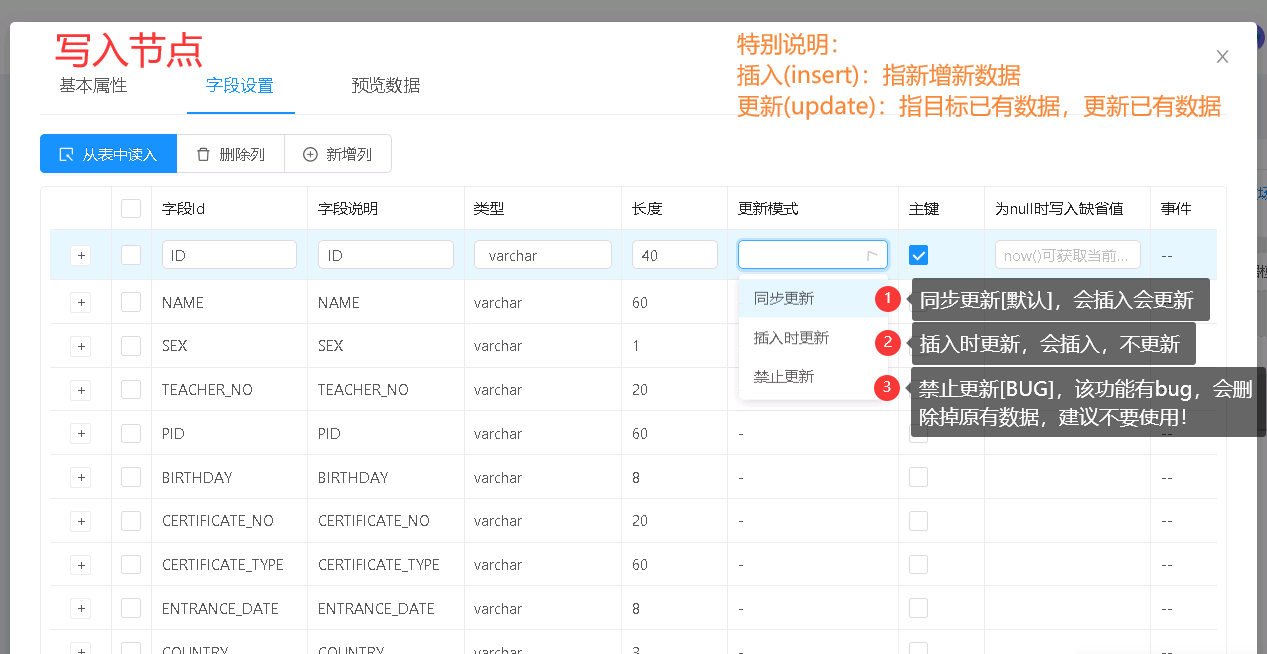 写入节点
特别说明：
插入(insert)：指新增新数据
更新(update)：指目标已有数据，更新已有数据
基本属性 字段设置 预览数据
从表中读入 删除列 新增列
字段Id 字段说明 类型 长度 更新模式 主键 为null时写入缺省值 事件
+ ID ID varchar 40 now()可获取当前... --
同步更新 1 同步更新[默认]，会插入会更新
+ NAME NAME varchar 60
插入时更新 2 插入时更新，会插入，不更新
+ SEX SEX varchar 1
禁止更新 3 禁止更新[BUG]，该功能有bug，会删
除掉原有数据，建议不要使用！
+ TEACHER_NO TEACHER_NO varchar 20
+ PID PID varchar 60 -
+ BIRTHDAY BIRTHDAY varchar 8 - --
+ CERTIFICATE_NO CERTIFICATE_NO varchar 20 - --
+ CERTIFICATE_TYPE CERTIFICATE_TYPE varchar 60 - --
+ ENTRANCE_DATE ENTRANCE_DATE varchar 8 - --
+ COUNTRY COUNTRY varchar 3 - --